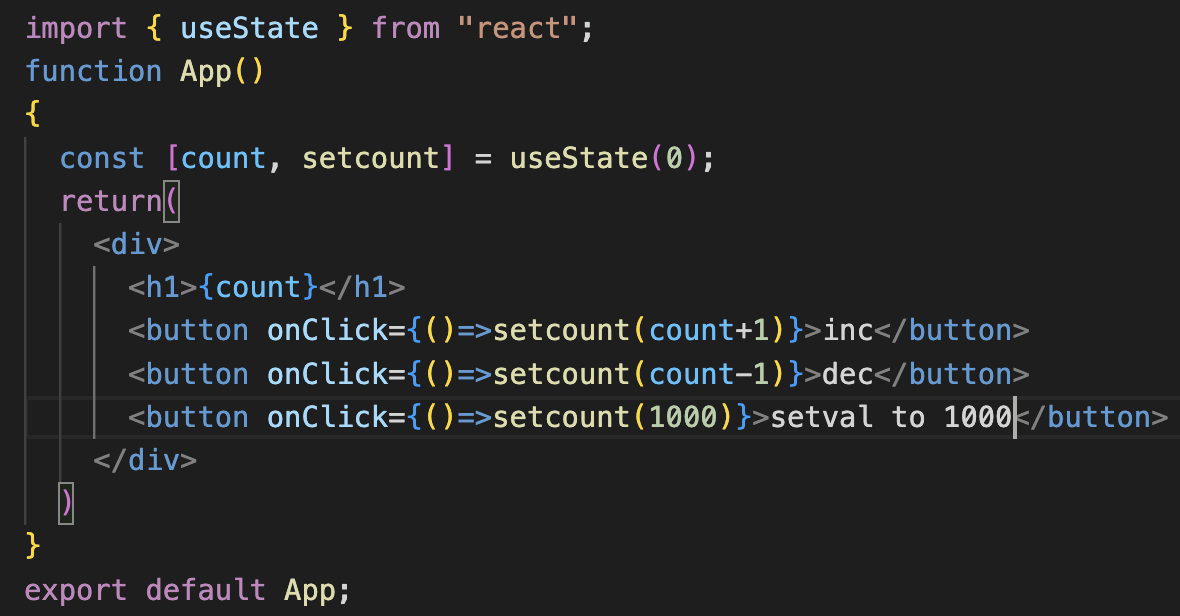 import { useState } from "react";
function App()
{
  const [count, setcount] = useState(0);
  return(
    <div>
      <h1>{count}</h1>
      <button onClick={()=>setcount(count+1)}>inc</button>
      <button onClick={()=>setcount(count-1)}>dec</button>
      <button onClick={()=>setcount(1000)}>setval to 1000</button>
    </div>
  )
}
export default App;